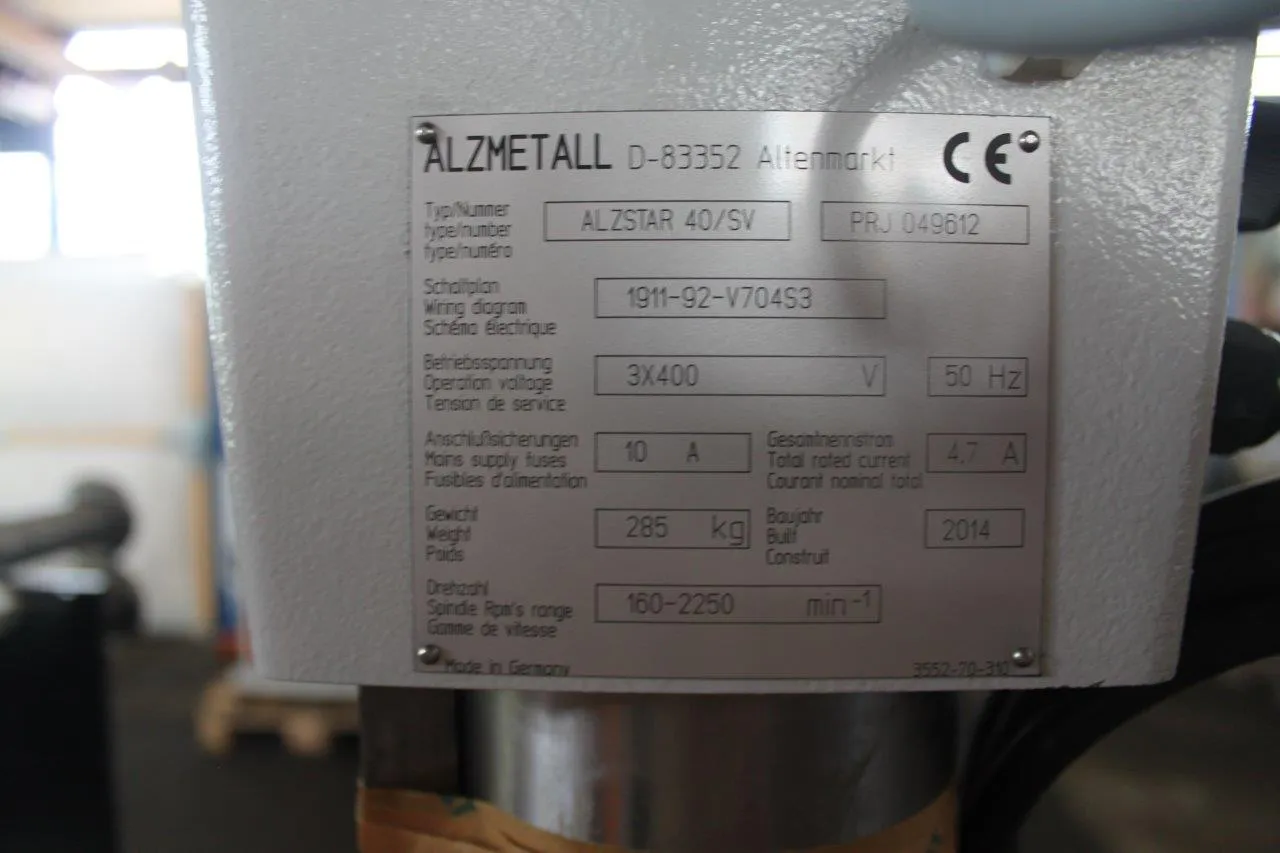 ALZMETALL D-83352 Altenmarkt CE
Typ/Nummer
type/number ALZSTAR 40/SV PRJ 049612
type/numéro
Schaltplan
Wiring diagram 1911-92-V704S3
Schéma électrique
Betriebsspannung
Operation voltage 3X400 V 50 Hz
Tension de service
Anschlußsicherungen Gesamtnennstrom
Mains supply fuses 10 A Total rated current 4.7 A
Fusibles d'alimentation Courant nominal total
Gewicht Baujahr
Weight 285 kg Built 2014
Poids Construit
Drehzahl
Spindle Rpm's range 160-2250 min⁻¹
Gamme de vitesse
Made in Germany 3552-70-310